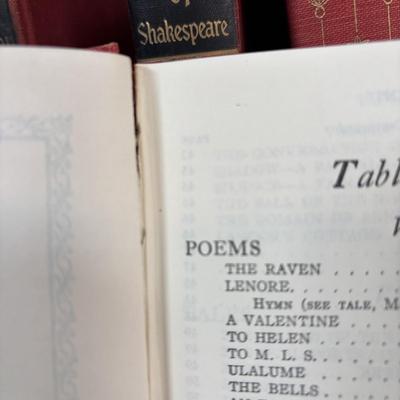 Shakespeare
Tabl
POEMS
THE RAVEN . . . . . .
LENORE. . . . . . .
HYMN (SEE TALE, M
A VALENTINE . . . .
TO HELEN . . . . .
TO M. L. S. . . . . .
ULALUME . . . . .
THE BELLS . . . . .